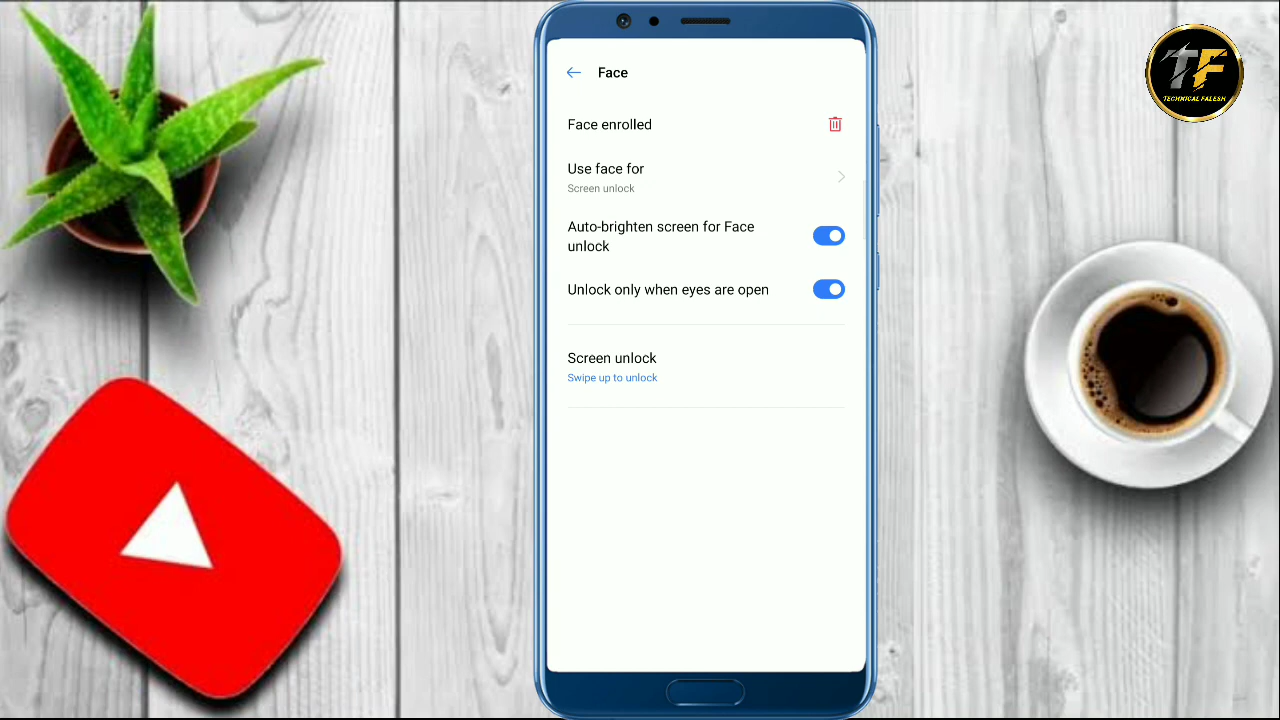 Face
TF
TECHNICAL FALESH
Face enrolled
Use face for
Screen unlock
Auto-brighten screen for Face
unlock
Unlock only when eyes are open
Screen unlock
Swipe up to unlock